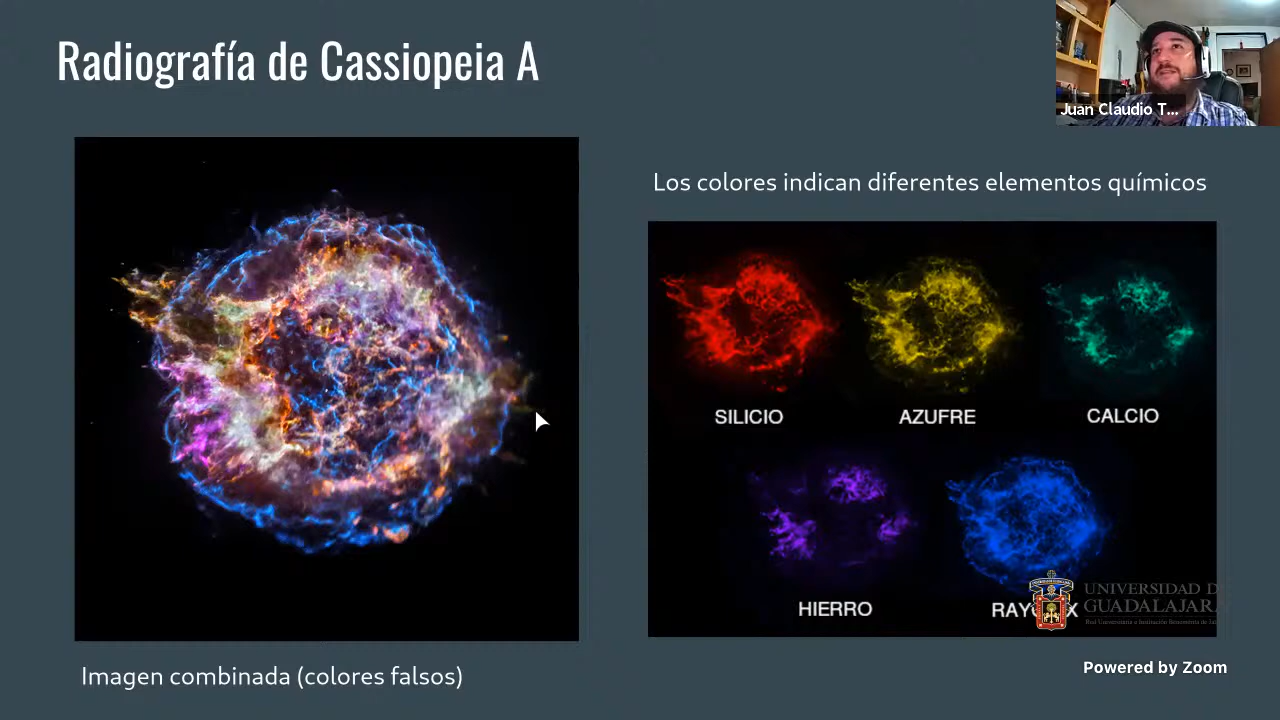 Radiografía de Cassiopeia A
Juan Claudio T...
Los colores indican diferentes elementos químicos
SILICIO
AZUFRE
CALCIO
HIERRO
UNIVERSIDAD DE
GUADALAJARA
Imagen combinada (colores falsos)
Powered by Zoom